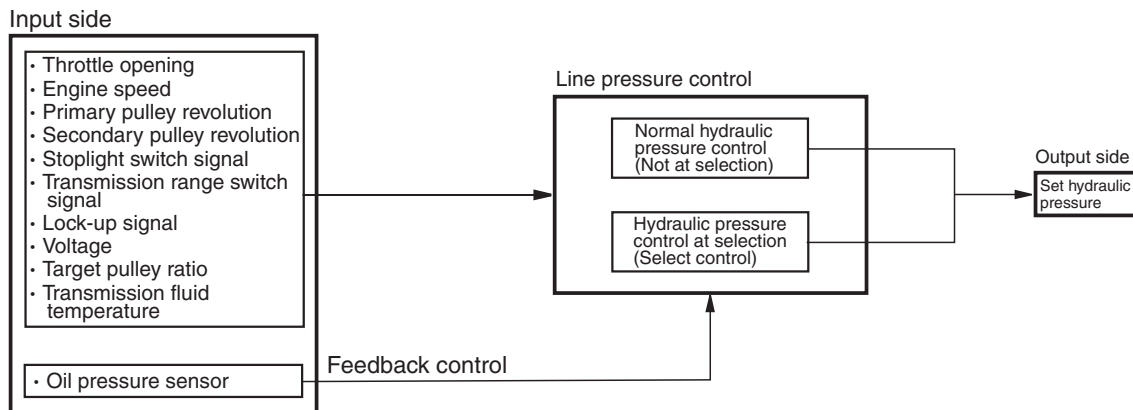 Input side
· Throttle opening
· Engine speed
· Primary pulley revolution
· Secondary pulley revolution
· Stoplight switch signal
· Transmission range switch
signal
· Lock-up signal
· Voltage
· Target pulley ratio
· Transmission fluid
temperature
· Oil pressure sensor
Feedback control
Line pressure control
Normal hydraulic
pressure control
(Not at selection)
Hydraulic pressure
control at selection
(Select control)
Output side
Set hydraulic
pressure